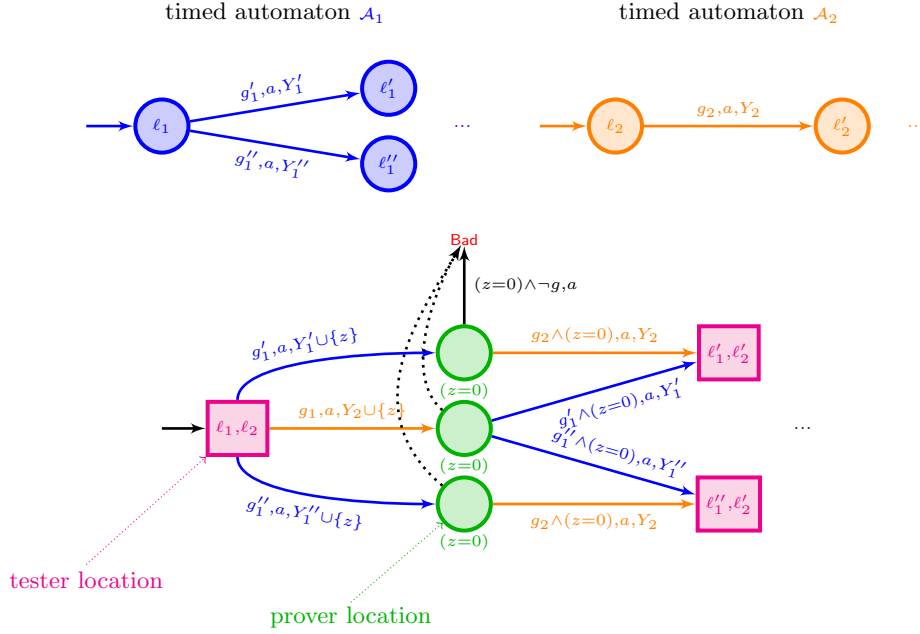 timed automaton 𝒜₁
timed automaton 𝒜₂
ℓ₁
g′₁,a,Y′₁
g″₁,a,Y″₁
ℓ′₁
ℓ″₁
...
ℓ₂
g₂,a,Y₂
ℓ′₂
...
Bad
(z=0)∧¬g,a
g′₁,a,Y′₁∪{z}
g₂∧(z=0),a,Y₂
ℓ′₁,ℓ′₂
(z=0)
g′₁∧(z=0),a,Y′₁
ℓ₁,ℓ₂
g₁,a,Y₂∪{z}
...
g″₁∧(z=0),a,Y″₁
(z=0)
g″₁,a,Y″₁∪{z}
g₂∧(z=0),a,Y₂
ℓ″₁,ℓ′₂
(z=0)
tester location
prover location